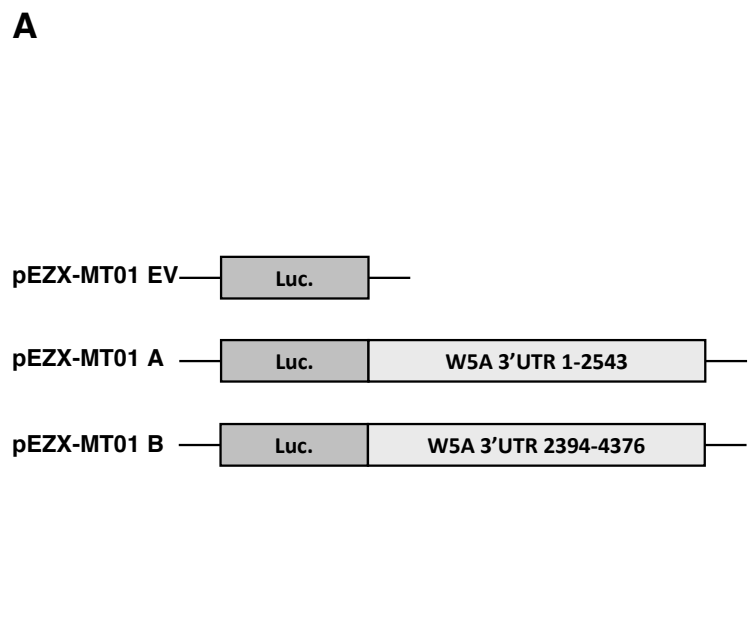 A
pEZX-MT01 EV Luc.
pEZX-MT01 A Luc. W5A 3’UTR 1-2543
pEZX-MT01 B Luc. W5A 3’UTR 2394-4376